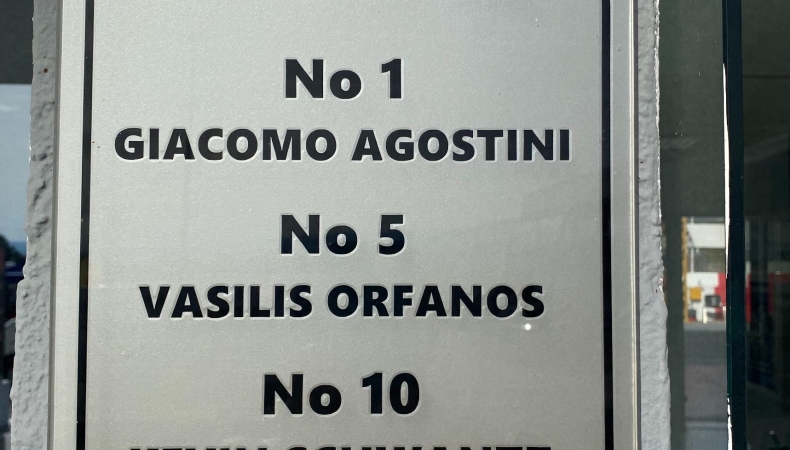 No 1
GIACOMO AGOSTINI
No 5
VASILIS ORFANOS
No 10